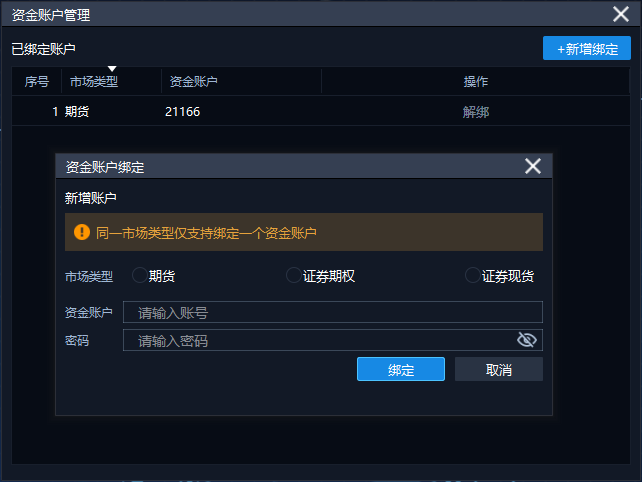 资金账户管理
已绑定账户
+新增绑定
序号 市场类型 资金账户 操作
1 期货 21166 解绑
资金账户绑定
新增账户
同一市场类型仅支持绑定一个资金账户
市场类型 期货 证券期权 证券现货
资金账户 请输入账号
密码 请输入密码
绑定 取消